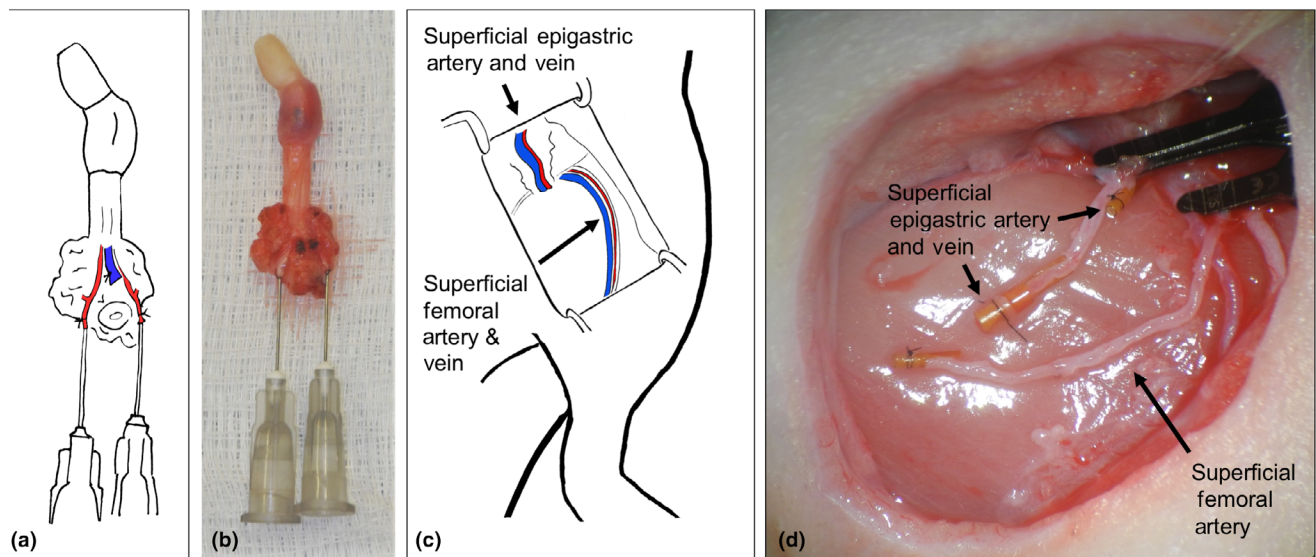 (a)
(b)
Superficial epigastric
artery and vein
Superficial
femoral
artery &
vein
(c)
Superficial
epigastric artery
and vein
Superficial
femoral
artery
(d)